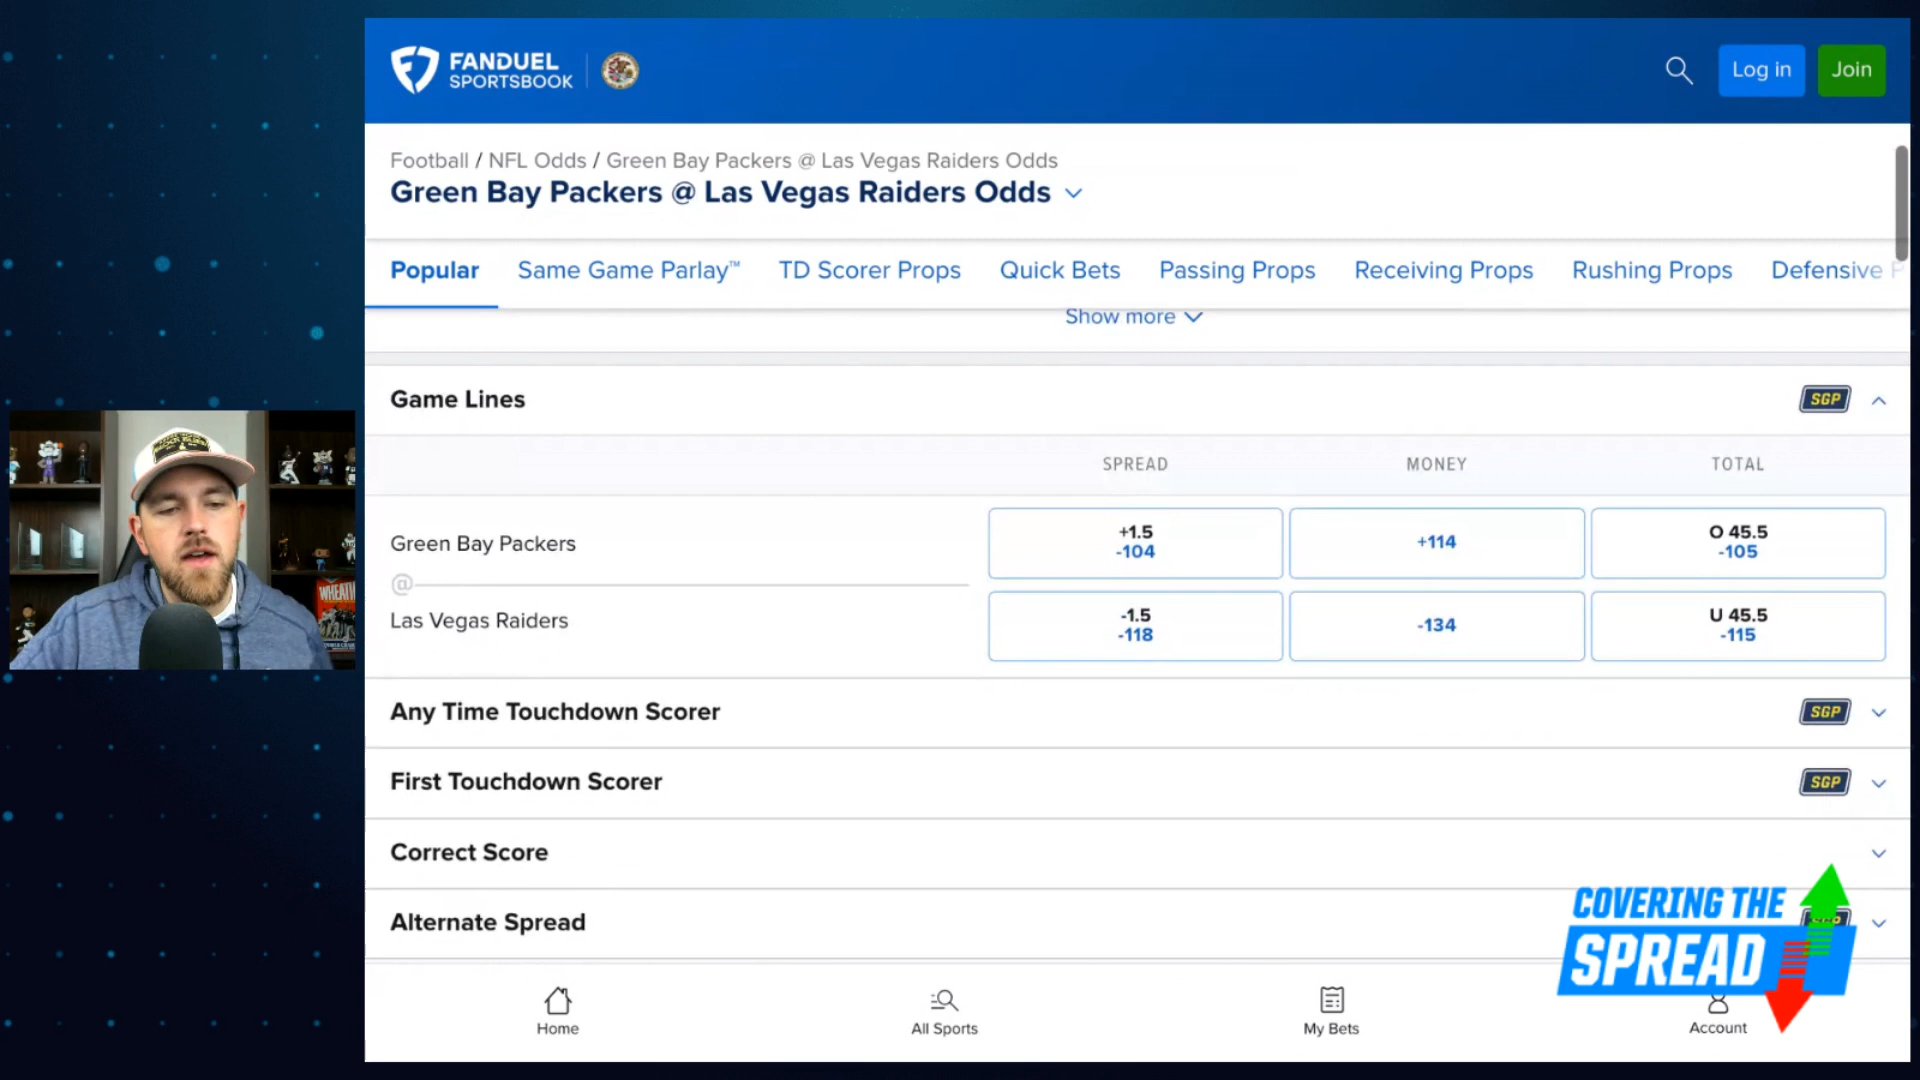 FANDUEL
SPORTSBOOK
Log in
Join
Football / NFL Odds / Green Bay Packers @ Las Vegas Raiders Odds
Green Bay Packers @ Las Vegas Raiders Odds
Popular
Same Game Parlay™
TD Scorer Props
Quick Bets
Passing Props
Receiving Props
Rushing Props
Defensive P
Show more
Game Lines
SGP
SPREAD
MONEY
TOTAL
Green Bay Packers
+1.5
-104
+114
O 45.5
-105
@
Las Vegas Raiders
-1.5
-118
-134
U 45.5
-115
Any Time Touchdown Scorer
SGP
First Touchdown Scorer
SGP
Correct Score
Alternate Spread
COVERING THE
SPREAD
Home
All Sports
My Bets
Account
WHEATIES